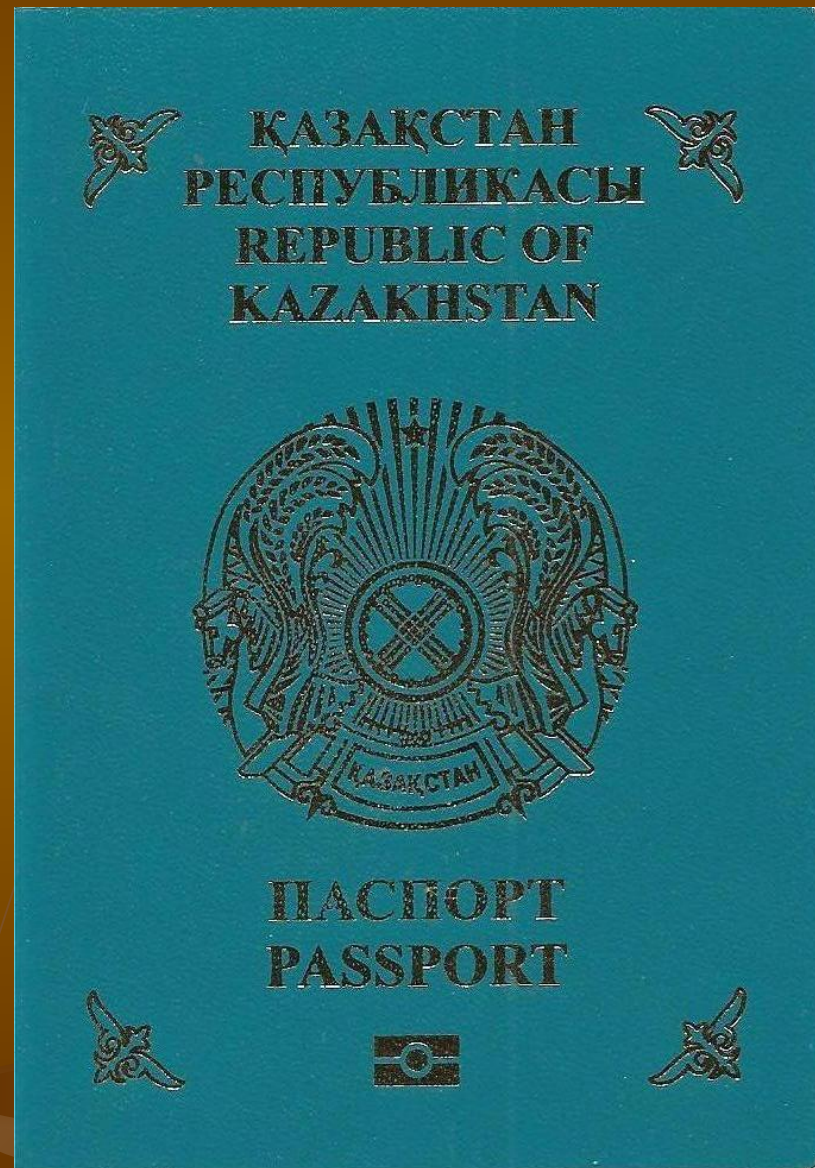 ҚАЗАҚСТАН
РЕСПУБЛИКАСЫ
REPUBLIC OF
KAZAKHSTAN
ҚАЗАҚСТАН
ПАСПОРТ
PASSPORT